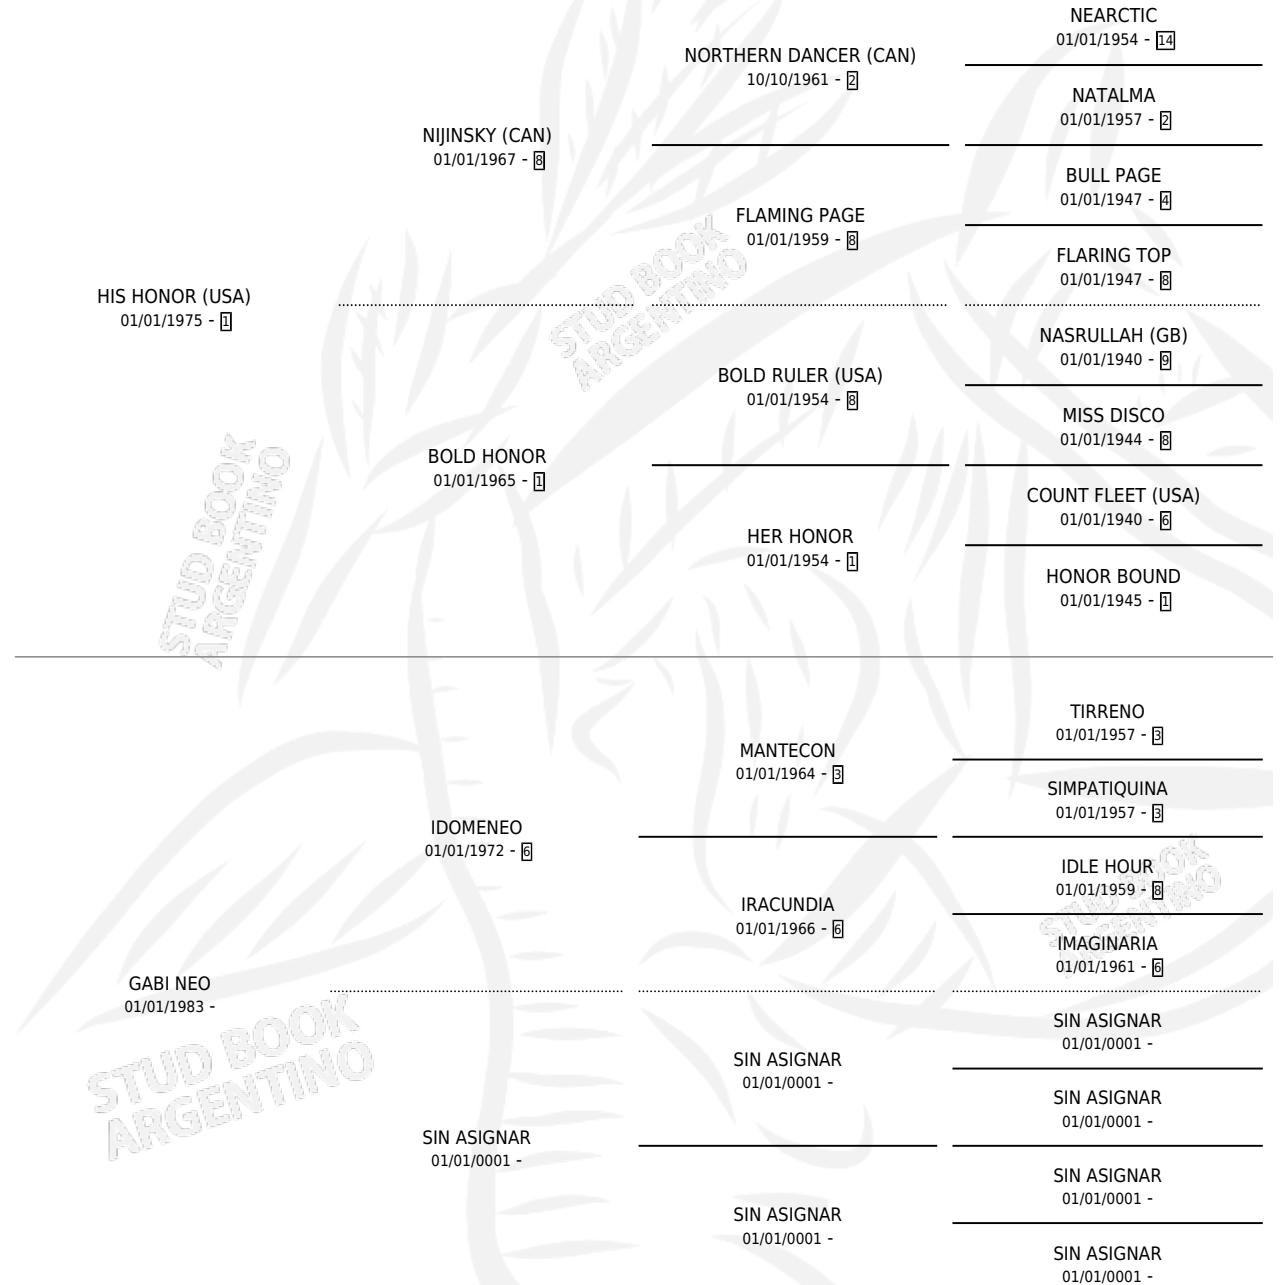 NEARCTIC
01/01/1954 - 14
NORTHERN DANCER (CAN)
10/10/1961 - 2
NATALMA
01/01/1957 - 2
NIJINSKY (CAN)
01/01/1967 - 8
BULL PAGE
01/01/1947 - 4
FLAMING PAGE
01/01/1959 - 8
FLARING TOP
01/01/1947 - 8
HIS HONOR (USA)
01/01/1975 - 1
NASRULLAH (GB)
01/01/1940 - 9
BOLD RULER (USA)
01/01/1954 - 8
MISS DISCO
01/01/1944 - 8
BOLD HONOR
01/01/1965 - 1
COUNT FLEET (USA)
01/01/1940 - 6
HER HONOR
01/01/1954 - 1
HONOR BOUND
01/01/1945 - 1
TIRRENO
01/01/1957 - 3
MANTECON
01/01/1964 - 3
SIMPATIQUINA
01/01/1957 - 3
IDOMENEO
01/01/1972 - 6
IDLE HOUR
01/01/1959 - 8
IRACUNDIA
01/01/1966 - 6
IMAGINARIA
01/01/1961 - 6
GABI NEO
01/01/1983 -
SIN ASIGNAR
01/01/0001 -
SIN ASIGNAR
01/01/0001 -
SIN ASIGNAR
01/01/0001 -
SIN ASIGNAR
01/01/0001 -
SIN ASIGNAR
01/01/0001 -
SIN ASIGNAR
01/01/0001 -
SIN ASIGNAR
01/01/0001 -
STUD BOOK
ARGENTINO
STUD BOOK
ARGENTINO
STUD BOOK
ARGENTINO
STUD BOOK
ARGENTINO